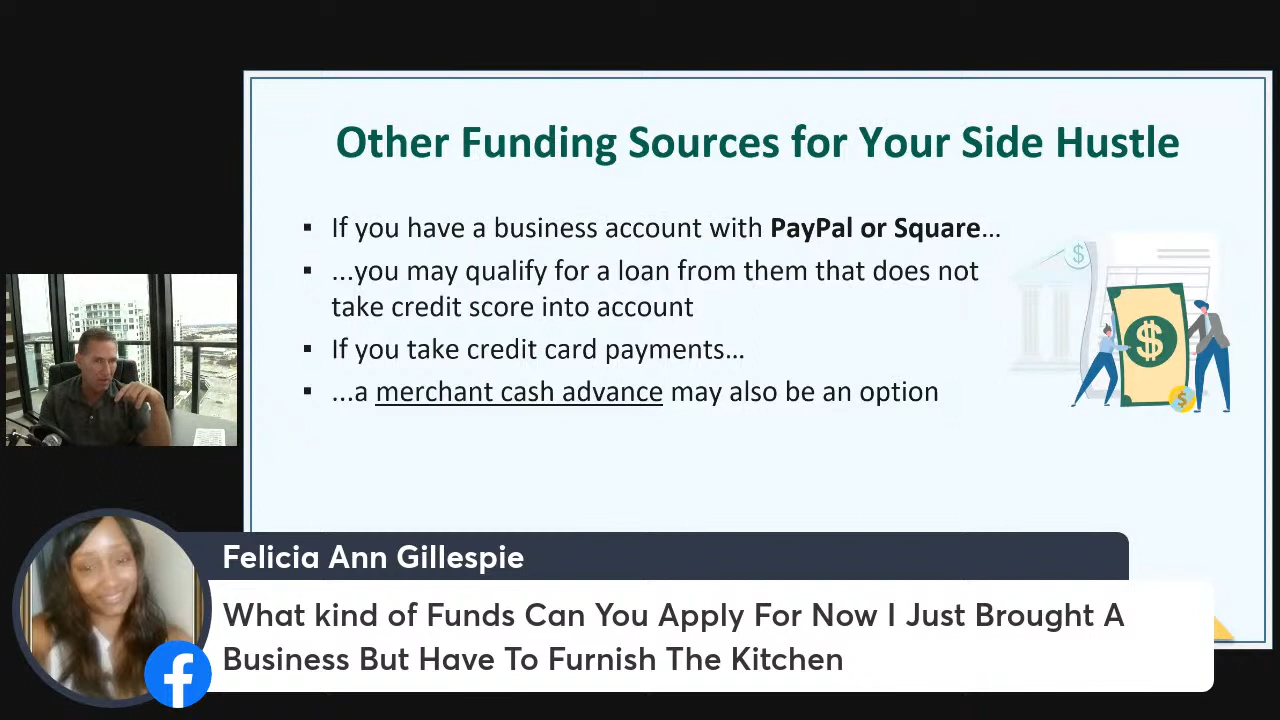 Other Funding Sources for Your Side Hustle
▪ If you have a business account with PayPal or Square...
▪ ...you may qualify for a loan from them that does not
take credit score into account
▪ If you take credit card payments...
▪ ...a merchant cash advance may also be an option
Felicia Ann Gillespie
What kind of Funds Can You Apply For Now I Just Brought A
Business But Have To Furnish The Kitchen